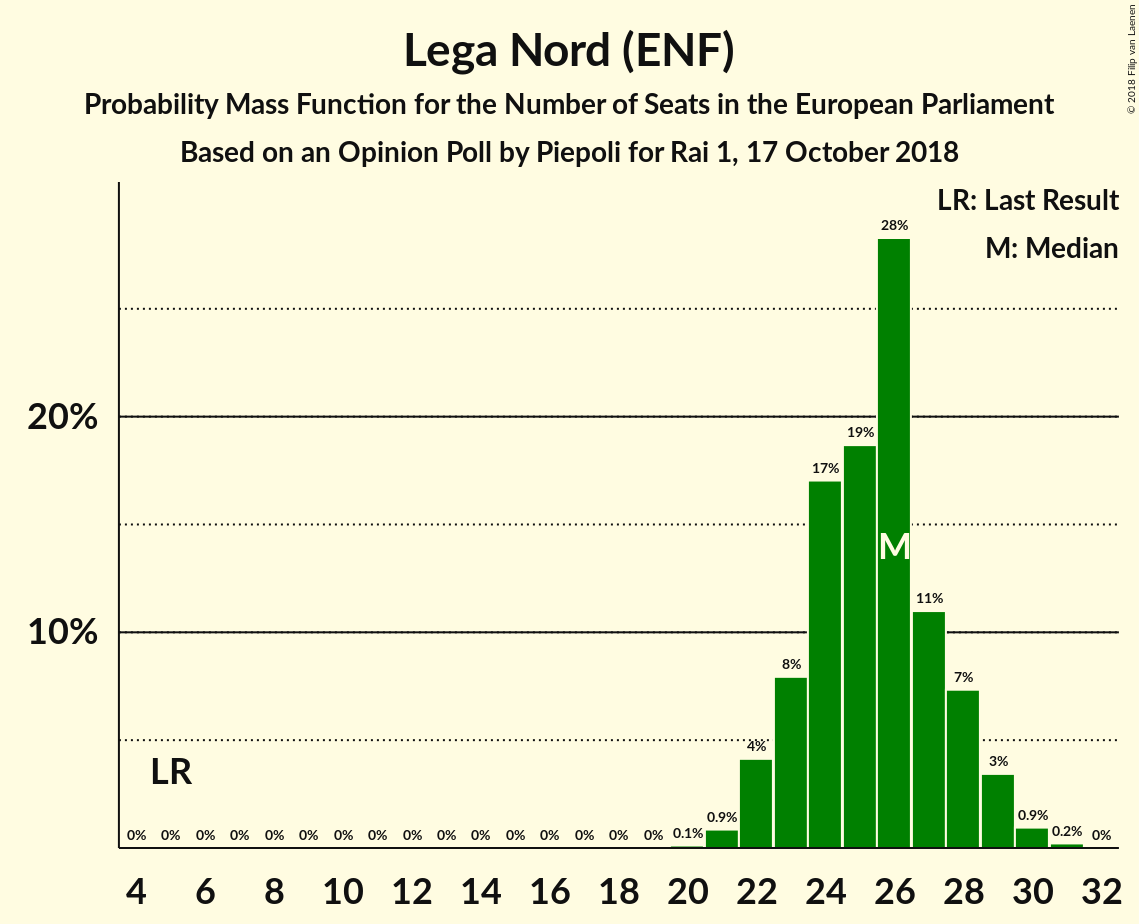 Lega Nord (ENF)
Probability Mass Function for the Number of Seats in the European Parliament
Based on an Opinion Poll by Piepoli for Rai 1, 17 October 2018
© 2018 Filip van Laenen
LR: Last Result
M: Median
28%
20%
19%
17%
M
11%
10%
8%
7%
4%
3%
LR
0% 0% 0% 0% 0% 0% 0% 0% 0% 0% 0% 0% 0% 0% 0% 0% 0.1% 0.9% 0.9% 0.2% 0%
4 6 8 10 12 14 16 18 20 22 24 26 28 30 32